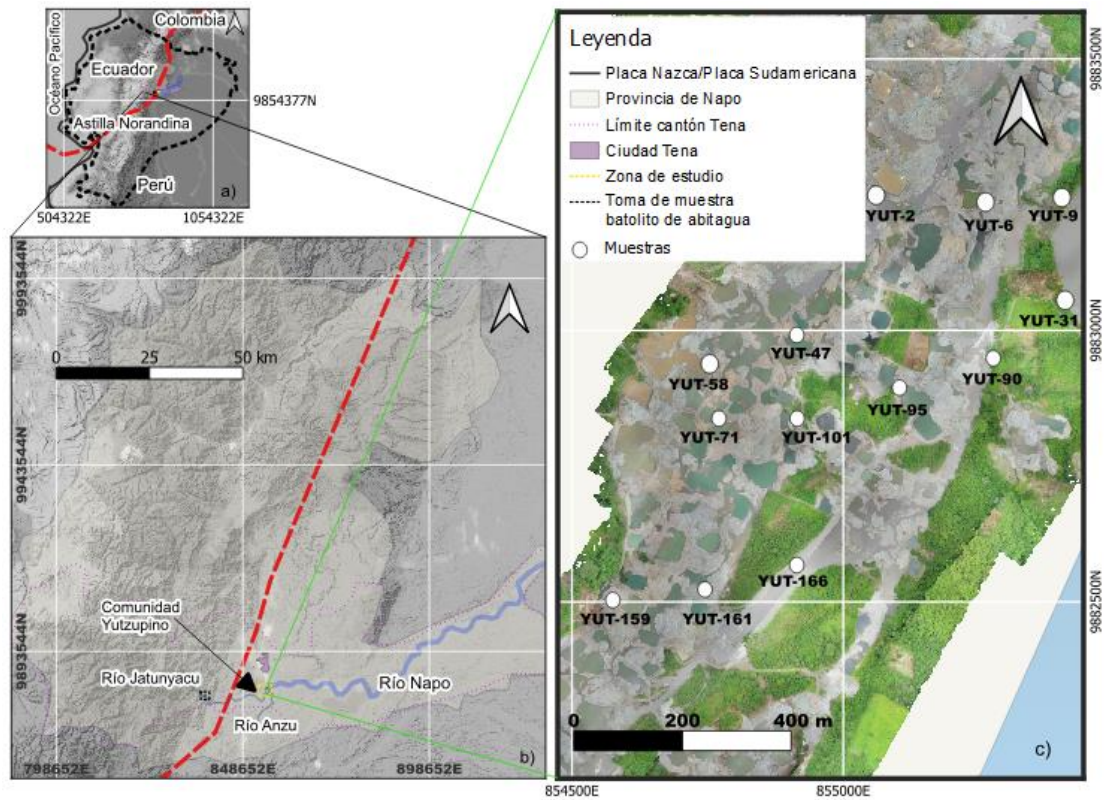 Colombia
Océano Pacífico
Ecuador
9854377N
Astilla Norandina
Perú
a)
504322E
1054322E
9993544N
0
25
50 km
9943544N
9893544N
Comunidad
Yutzupino
Río Jatunyacu
Río Napo
Río Anzu
b)
798652E
848652E
898652E
Leyenda
Placa Nazca/Placa Sudamericana
Provincia de Napo
Límite cantón Tena
Ciudad Tena
Zona de estudio
Toma de muestra
batolito de abitagua
Muestras
9883500N
YUT-2
YUT-6
YUT-9
YUT-31
9883000N
YUT-47
YUT-58
YUT-90
YUT-95
YUT-71
YUT-101
YUT-166
9882500N
YUT-159
YUT-161
0
200
400 m
c)
854500E
855000E